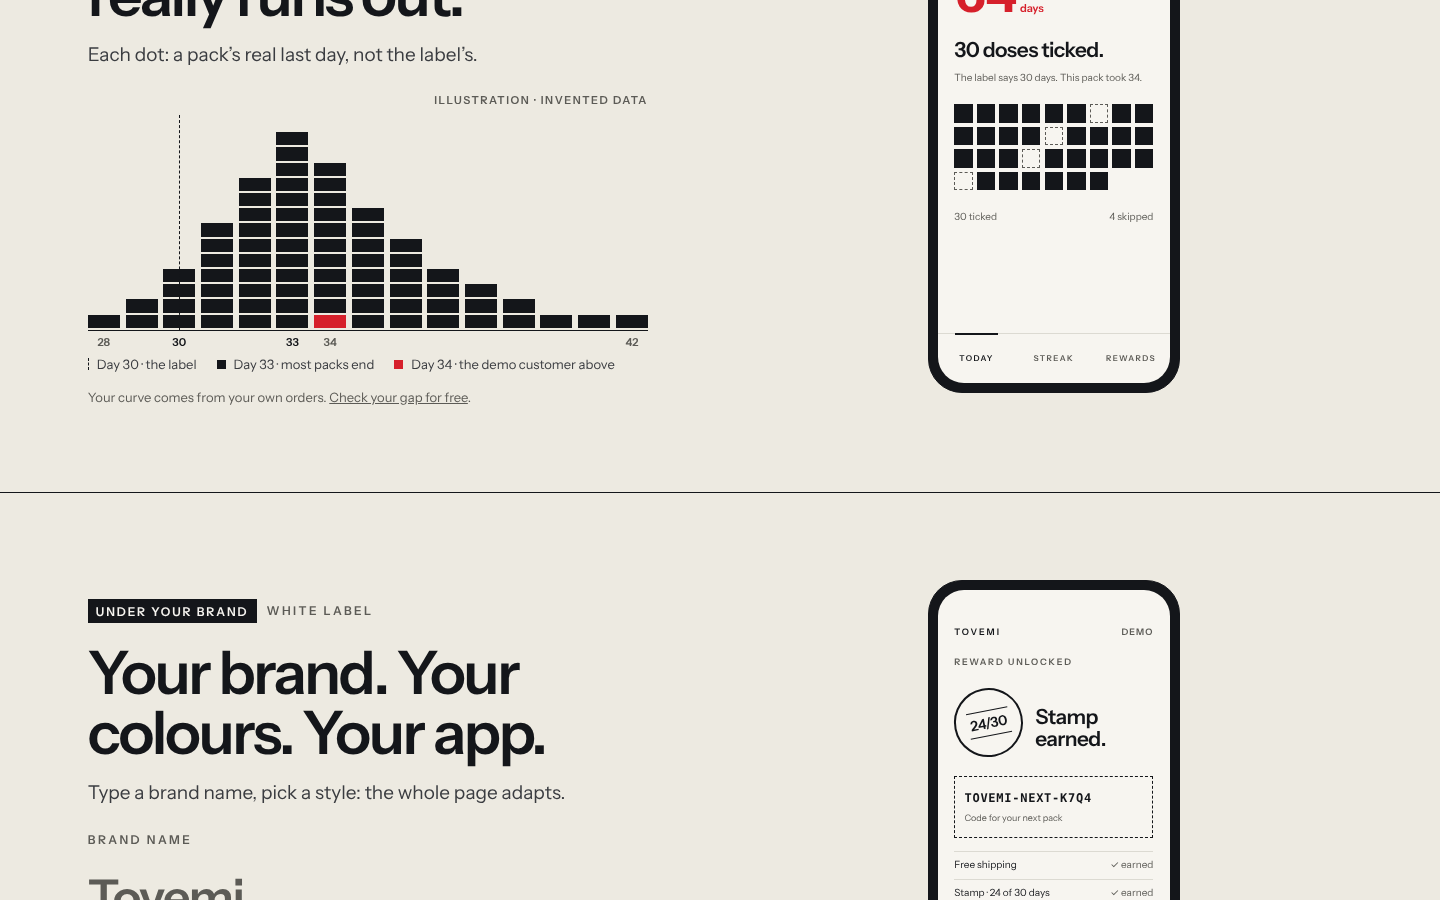 really runs out.
Each dot: a pack’s real last day, not the label’s.
ILLUSTRATION · INVENTED DATA
28 30 33 34 42
Day 30 · the label Day 33 · most packs end Day 34 · the demo customer above
Your curve comes from your own orders. Check your gap for free.
days
30 doses ticked.
The label says 30 days. This pack took 34.
30 ticked 4 skipped
TODAY STREAK REWARDS
UNDER YOUR BRAND WHITE LABEL
Your brand. Your
colours. Your app.
Type a brand name, pick a style: the whole page adapts.
BRAND NAME
Tovemi
TOVEMI DEMO
REWARD UNLOCKED
24/30
Stamp
earned.
TOVEMI-NEXT-K7Q4
Code for your next pack
Free shipping ✓ earned
Stamp · 24 of 30 days ✓ earned